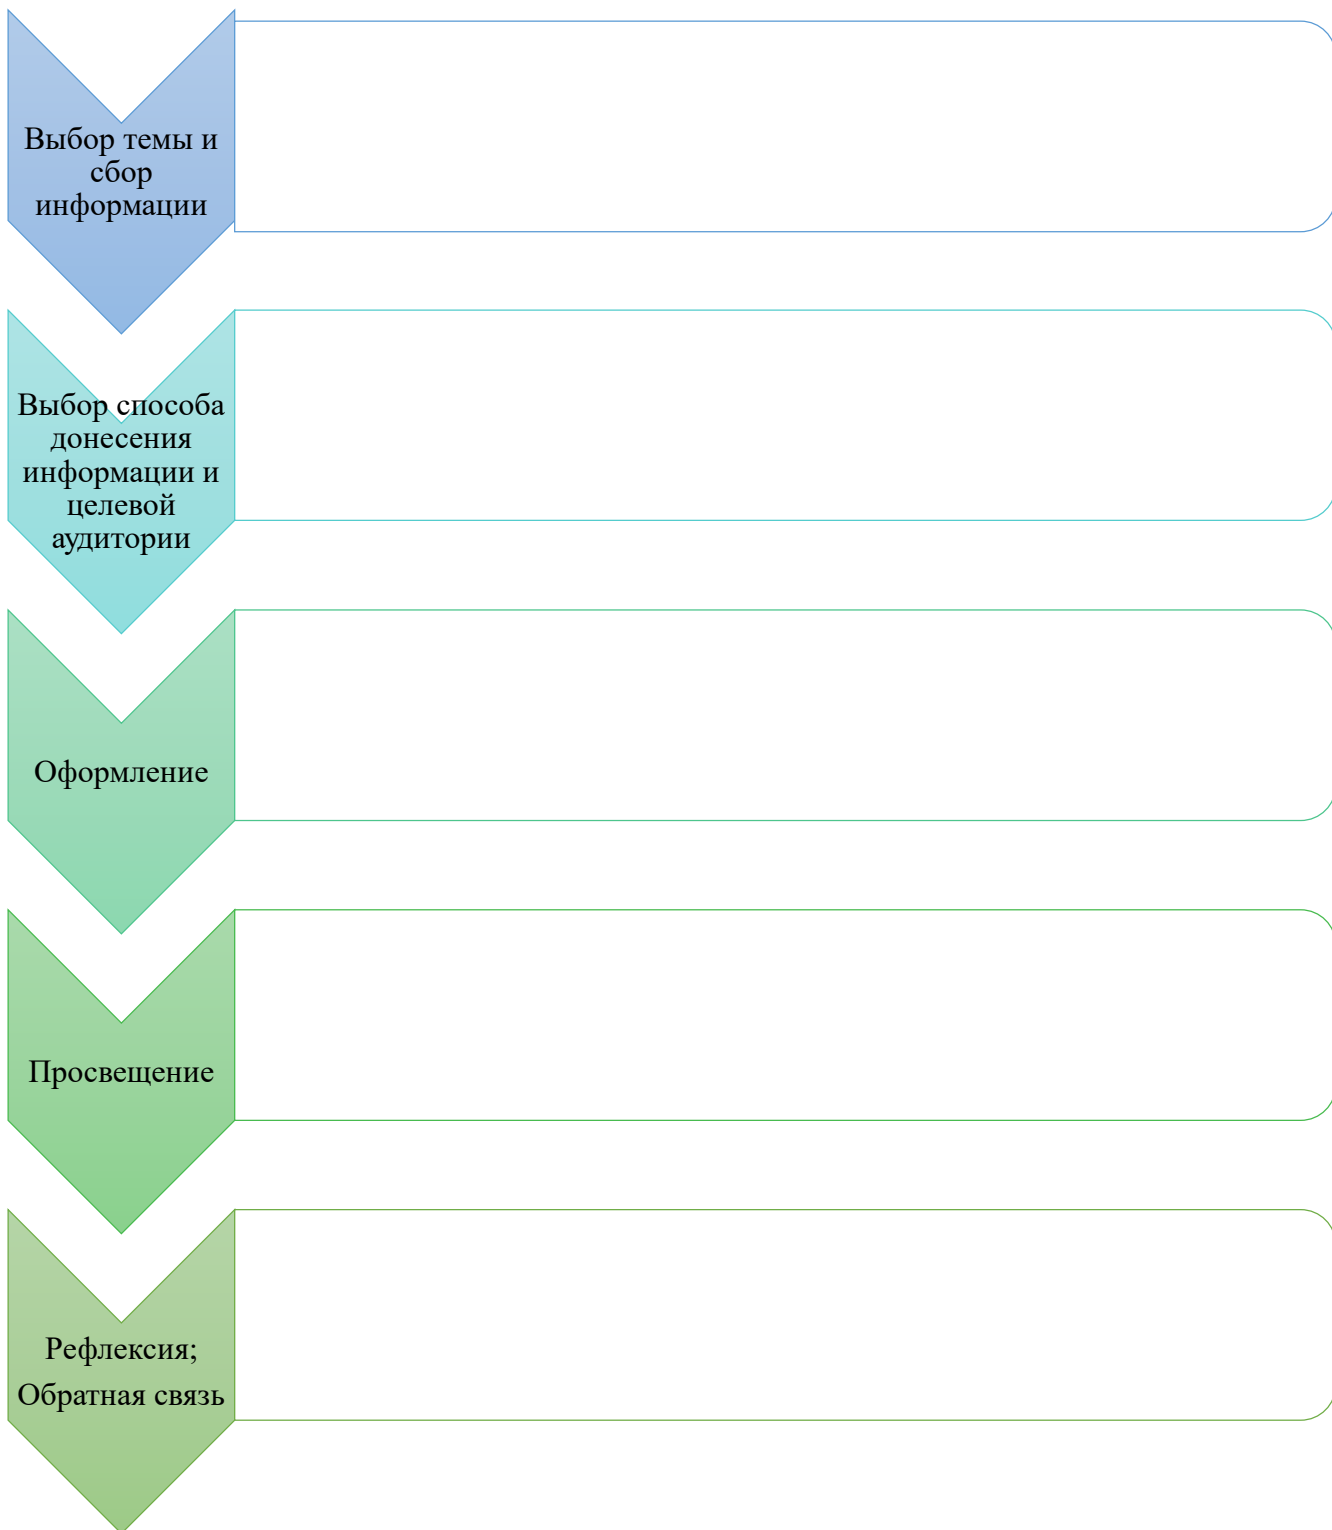 Выбор темы и
сбор
информации
Выбор способа
донесения
информации и
целевой
аудитории
Оформление
Просвещение
Рефлексия;
Обратная связь